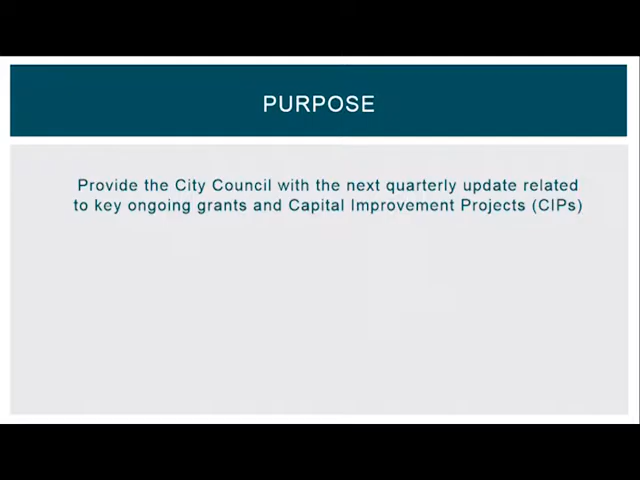 PURPOSE
Provide the City Council with the next quarterly update related
to key ongoing grants and Capital Improvement Projects (CIPs)